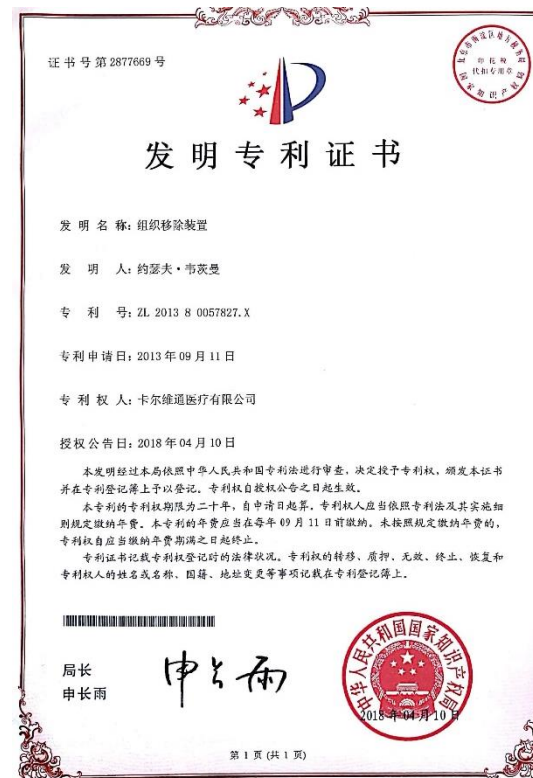 证书号第2877669号
印花税
代扣专用章
发明专利证书
发明名称：组织移除装置
发明人：约瑟夫·韦茨曼
专利号：ZL 2013 8 0057827.X
专利申请日：2013年09月11日
专利权人：卡尔维通医疗有限公司
授权公告日：2018年04月10日
本发明经过本局依照中华人民共和国专利法进行审查，决定授予专利权，颁发本证书
并在专利登记簿上予以登记。专利权自授权公告之日起生效。
本专利的专利权期限为二十年，自申请日起算。专利权人应当依照专利法及其实施细
则规定缴纳年费。本专利的年费应当在每年09月11日前缴纳。未按照规定缴纳年费的，
专利权自应当缴纳年费期满之日起终止。
专利证书记载专利权登记时的法律状况。专利权的转移、质押、无效、终止、恢复和
专利权人的姓名或名称、国籍、地址变更等事项记载在专利登记簿上。
局长
申长雨
申长雨
中华人民共和国国家知识产权局
2018年04月10日
第1页（共1页）